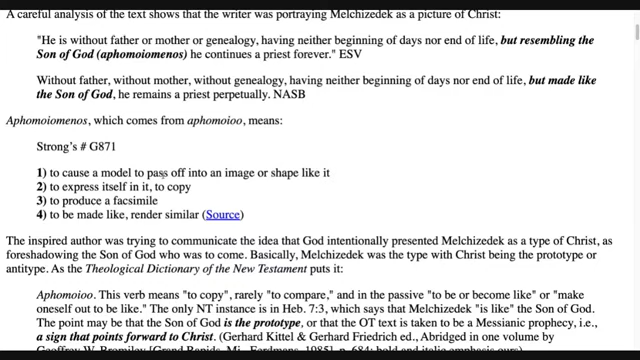 A careful analysis of the text shows that the writer was portraying Melchizedek as a picture of Christ:
"He is without father or mother or genealogy, having neither beginning of days nor end of life, but resembling the
Son of God (aphomoiomenos) he continues a priest forever." ESV
Without father, without mother, without genealogy, having neither beginning of days nor end of life, but made like
the Son of God, he remains a priest perpetually. NASB
Aphomoiomenos, which comes from aphomoioo, means:
Strong's # G871
1) to cause a model to pass off into an image or shape like it
2) to express itself in it, to copy
3) to produce a facsimile
4) to be made like, render similar (Source)
The inspired author was trying to communicate the idea that God intentionally presented Melchizedek as a type of Christ, as
foreshadowing the Son of God who was to come. Basically, Melchizedek was the type with Christ being the prototype or
antitype. As the Theological Dictionary of the New Testament puts it:
Aphomoioo. This verb means "to copy", rarely "to compare," and in the passive "to be or become like" or "make
oneself out to be like." The only NT instance is in Heb. 7:3, which says that Melchizedek "is like" the Son of God.
The point may be that the Son of God is the prototype, or that the OT text is taken to be a Messianic prophecy, i.e.,
a sign that points forward to Christ. (Gerhard Kittel & Gerhard Friedrich ed., Abridged in one volume by
Geoffrey W. Bromiley [Grand Rapids, Mi., Eerdmans, 1985], p. 684; bold and italic emphasis ours)